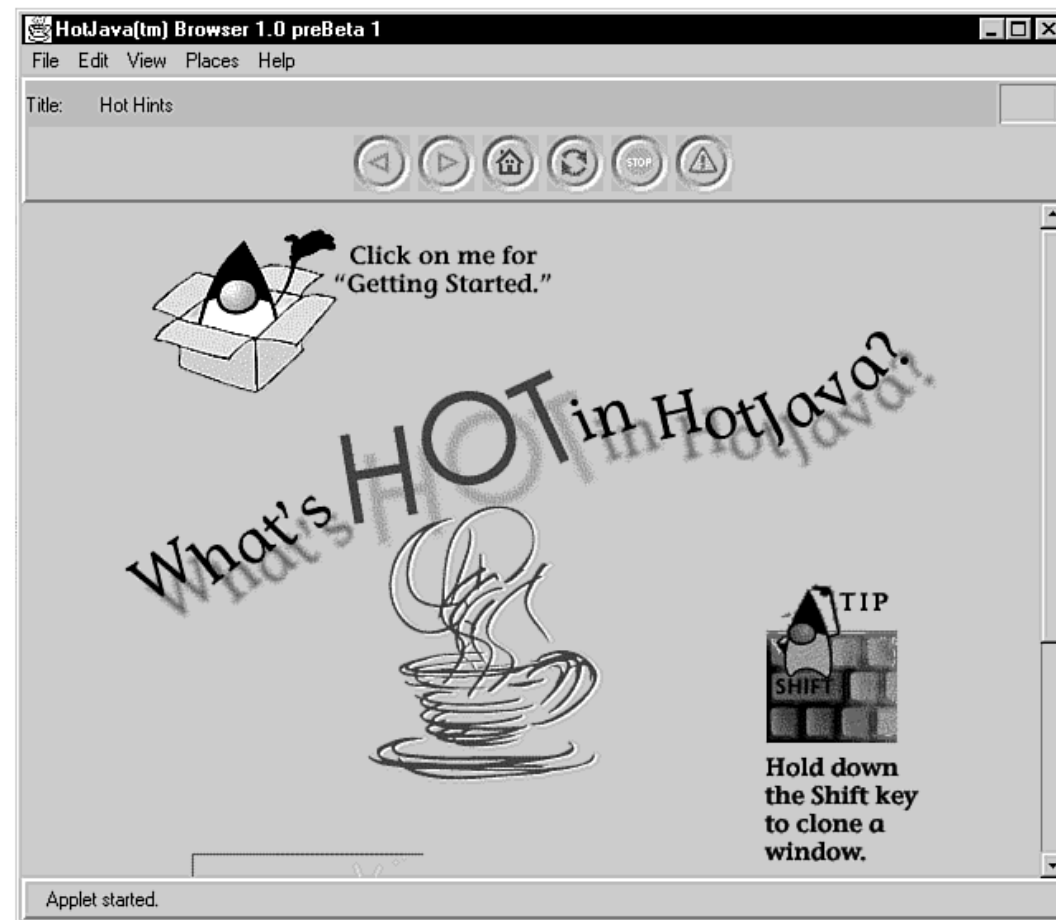 HotJava(tm) Browser 1.0 preBeta 1
File Edit View Places Help
Title: Hot Hints
STOP
Click on me for
“Getting Started.”
What's HOT in HotJava?
TIP
SHIFT
Hold down
the Shift key
to clone a
window.
Applet started.